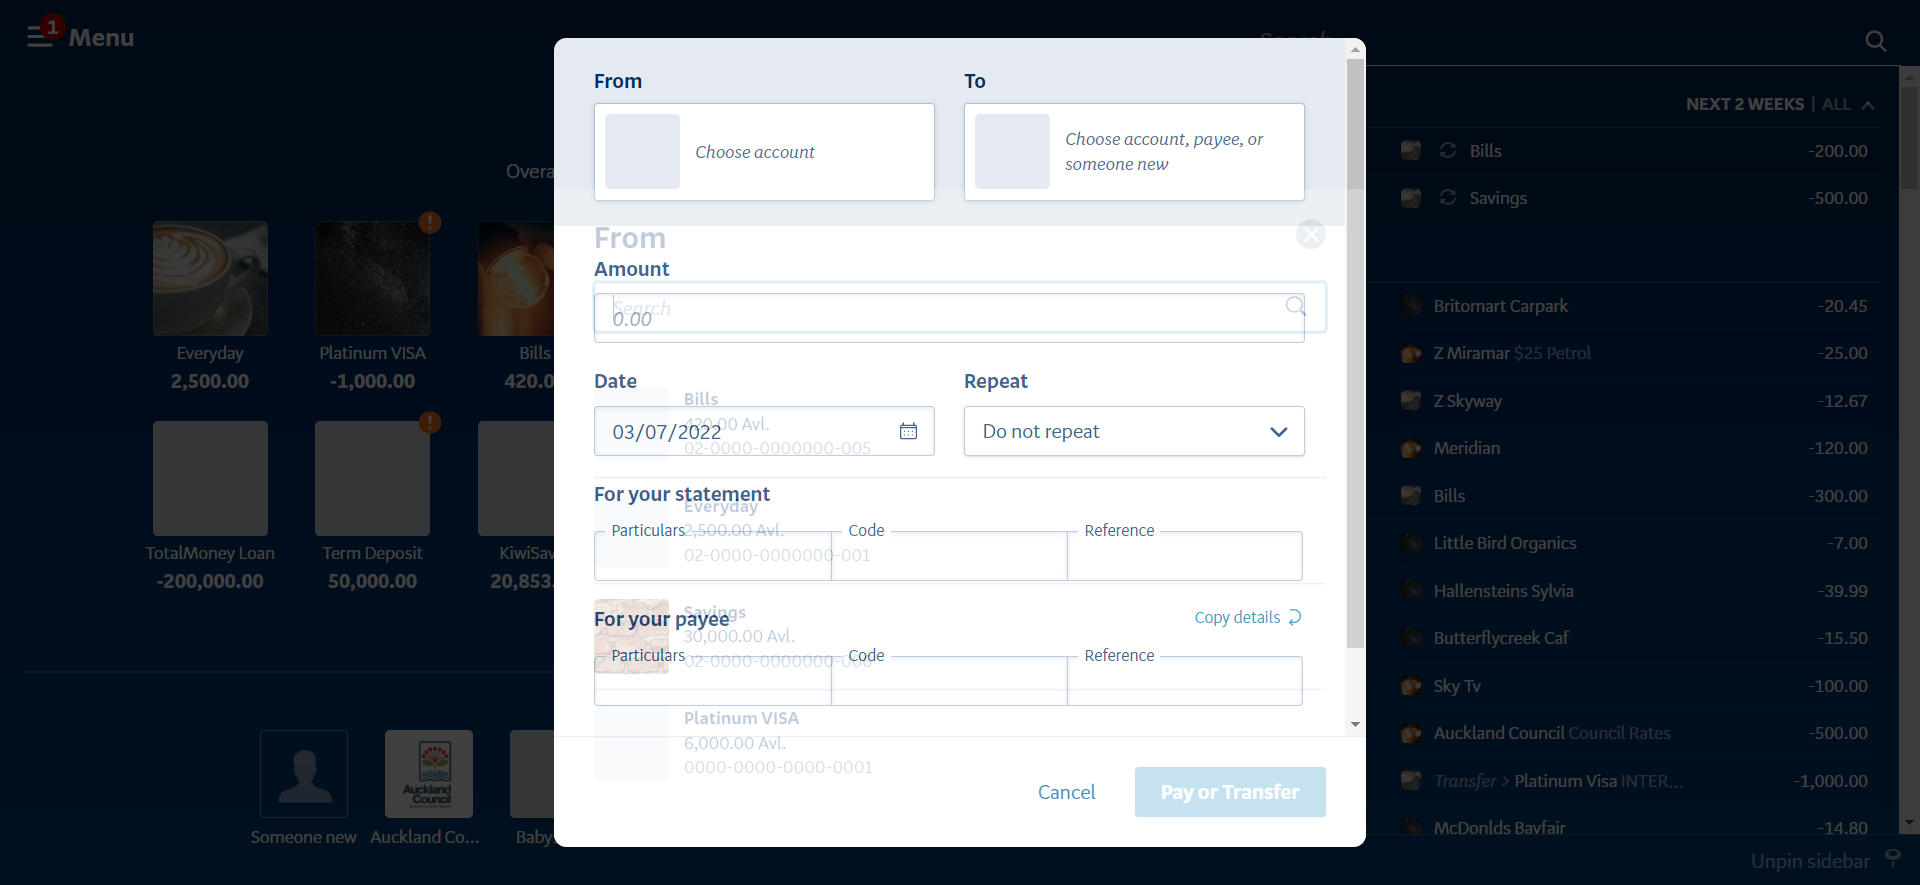 1
Menu
Search
Overa
Everyday
2,500.00
Platinum VISA
-1,000.00
Bills
420.0
TotalMoney Loan
-200,000.00
Term Deposit
50,000.00
KiwiSav
20,853.
Someone new
Auckland Council
Auckland Co...
Babys
From
Choose account
To
Choose account, payee, or
someone new
From
Amount
Search
0.00
Date
03/07/2022
Repeat
Do not repeat
Bills
420.00 Avl.
02-0000-0000000-005
For your statement
Everyday
2,500.00 Avl.
02-0000-0000000-001
Particulars
Code
Reference
For your payee
Copy details
Savings
30,000.00 Avl.
Particulars
Code
Reference
Platinum VISA
6,000.00 Avl.
0000-0000-0000-0001
Cancel
Pay or Transfer
NEXT 2 WEEKS | ALL
Bills -200.00
Savings -500.00
Britomart Carpark -20.45
Z Miramar $25 Petrol -25.00
Z Skyway -12.67
Meridian -120.00
Bills -300.00
Little Bird Organics -7.00
Hallensteins Sylvia -39.99
Butterflycreek Caf -15.50
Sky Tv -100.00
Auckland Council Council Rates -500.00
Transfer > Platinum Visa INTER... -1,000.00
McDonlds Bayfair -14.80
Unpin sidebar